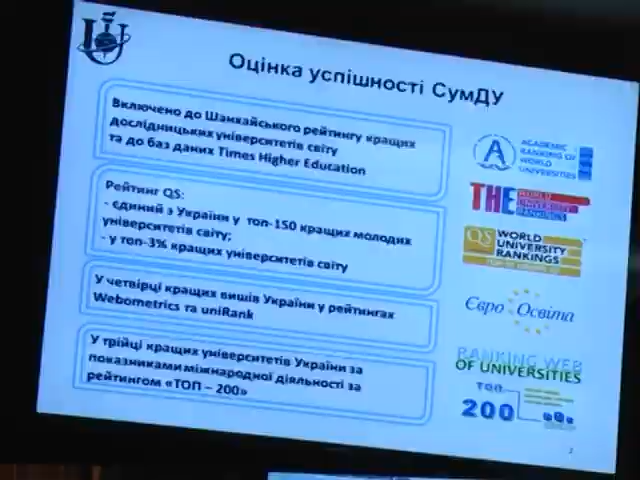 Оцінка успішності СумДУ
Включено до Шанхайського рейтингу кращих
дослідницьких університетів світу
та до баз даних Times Higher Education
Рейтинг QS:
- єдиний з України у топ-150 кращих молодих
університетів світу;
- у топ-3% кращих університетів світу
У четвірці кращих вишів України у рейтингах
Webometrics та uniRank
У трійці кращих університетів України за
показниками міжнародної діяльності за
рейтингом «ТОП – 200»
ACADEMIC
RANKING OF
WORLD
UNIVERSITIES
THE WORLD
UNIVERSITY
RANKINGS
QS WORLD
UNIVERSITY
RANKINGS
Євро Освіта
RANKING WEB
OF UNIVERSITIES
ТОП
200